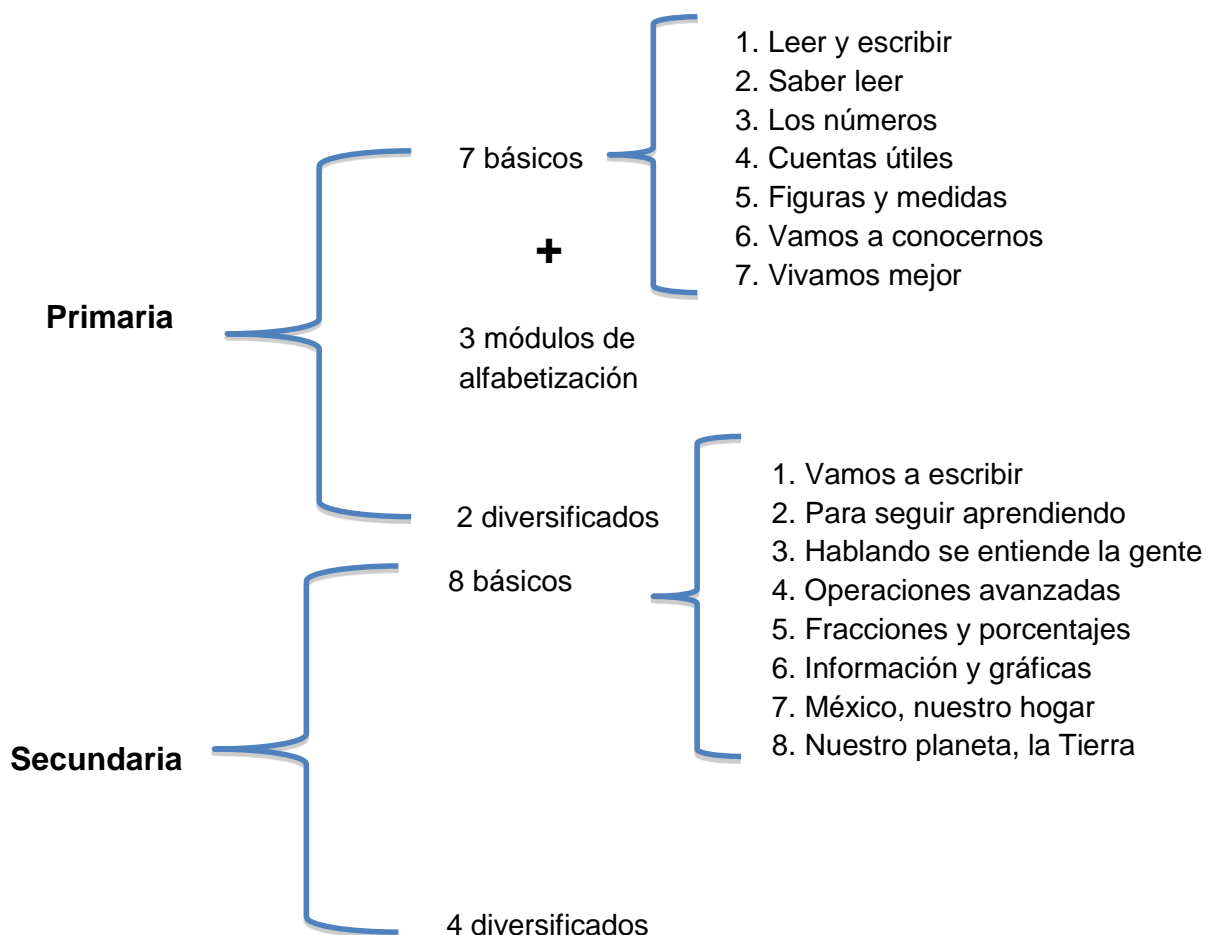 Primaria
7 básicos
+
3 módulos de
alfabetización
2 diversificados
1. Leer y escribir
2. Saber leer
3. Los números
4. Cuentas útiles
5. Figuras y medidas
6. Vamos a conocernos
7. Vivamos mejor
Secundaria
8 básicos
1. Vamos a escribir
2. Para seguir aprendiendo
3. Hablando se entiende la gente
4. Operaciones avanzadas
5. Fracciones y porcentajes
6. Información y gráficas
7. México, nuestro hogar
8. Nuestro planeta, la Tierra
4 diversificados